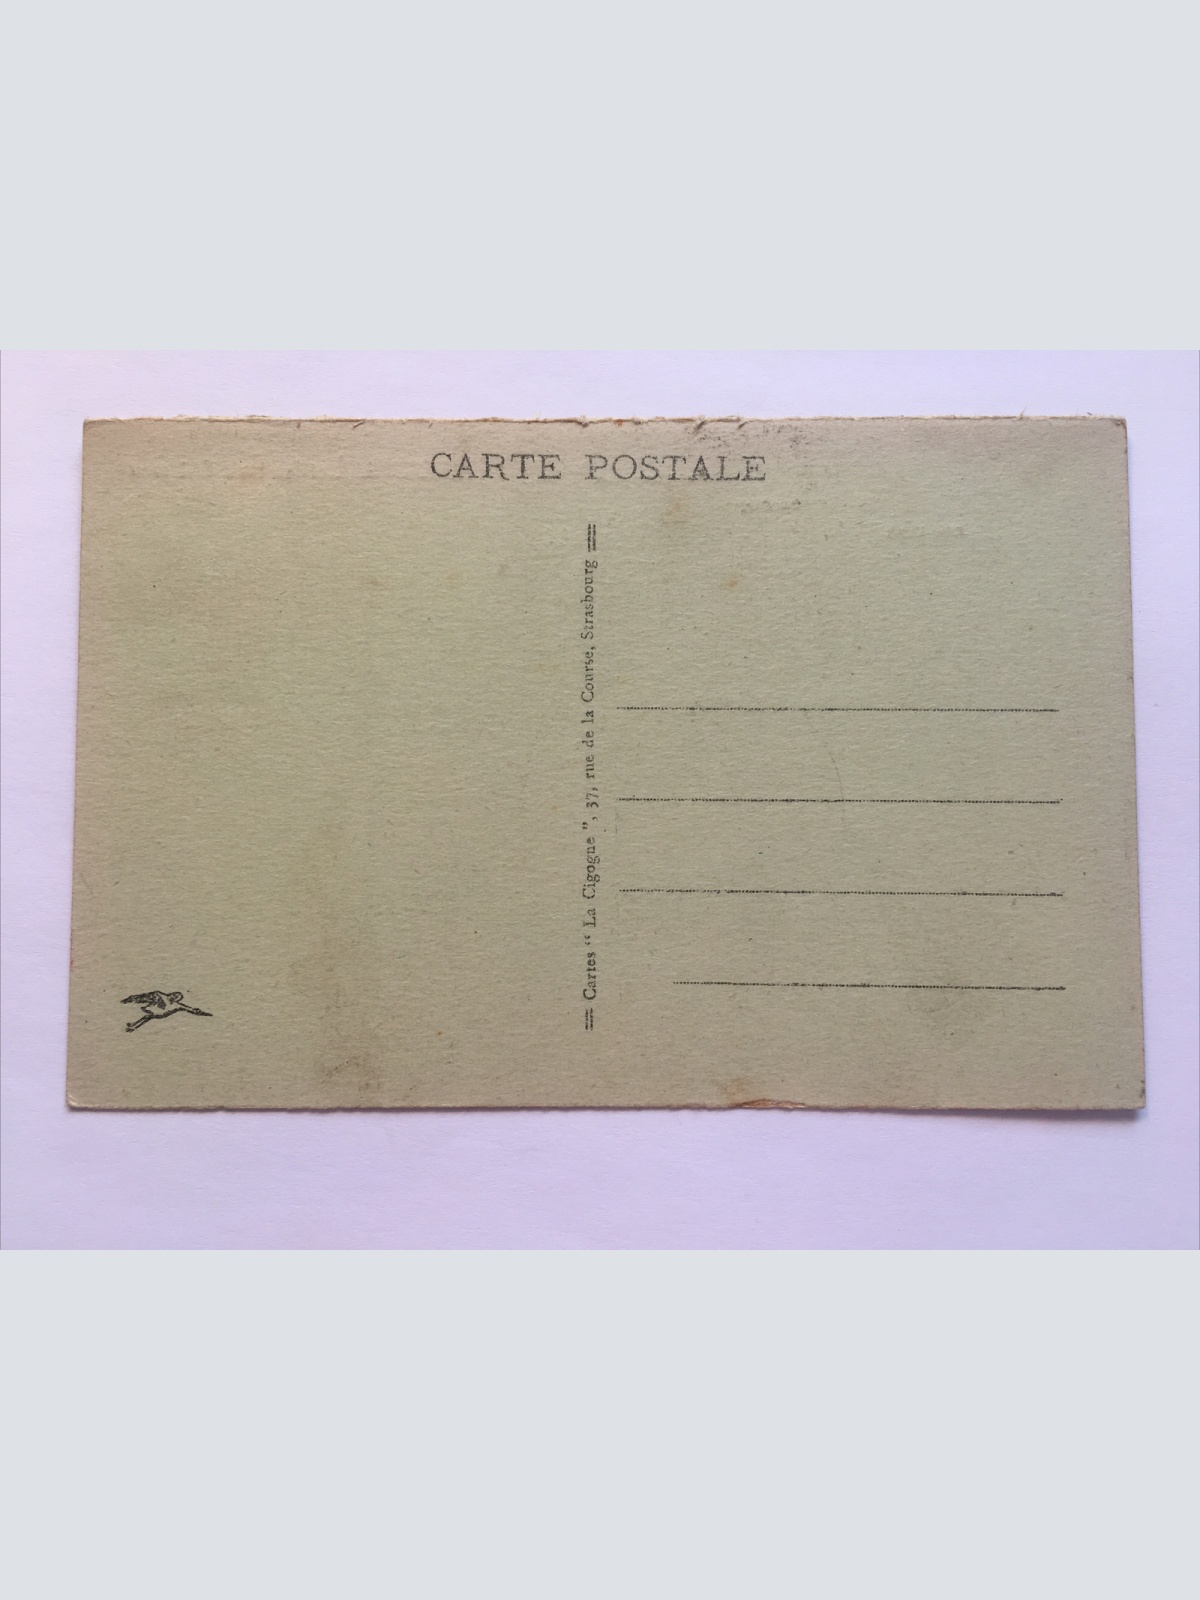 CARTE POSTALE
Cartes “ La Cigogne ”, 37, rue de la Course, Strasbourg